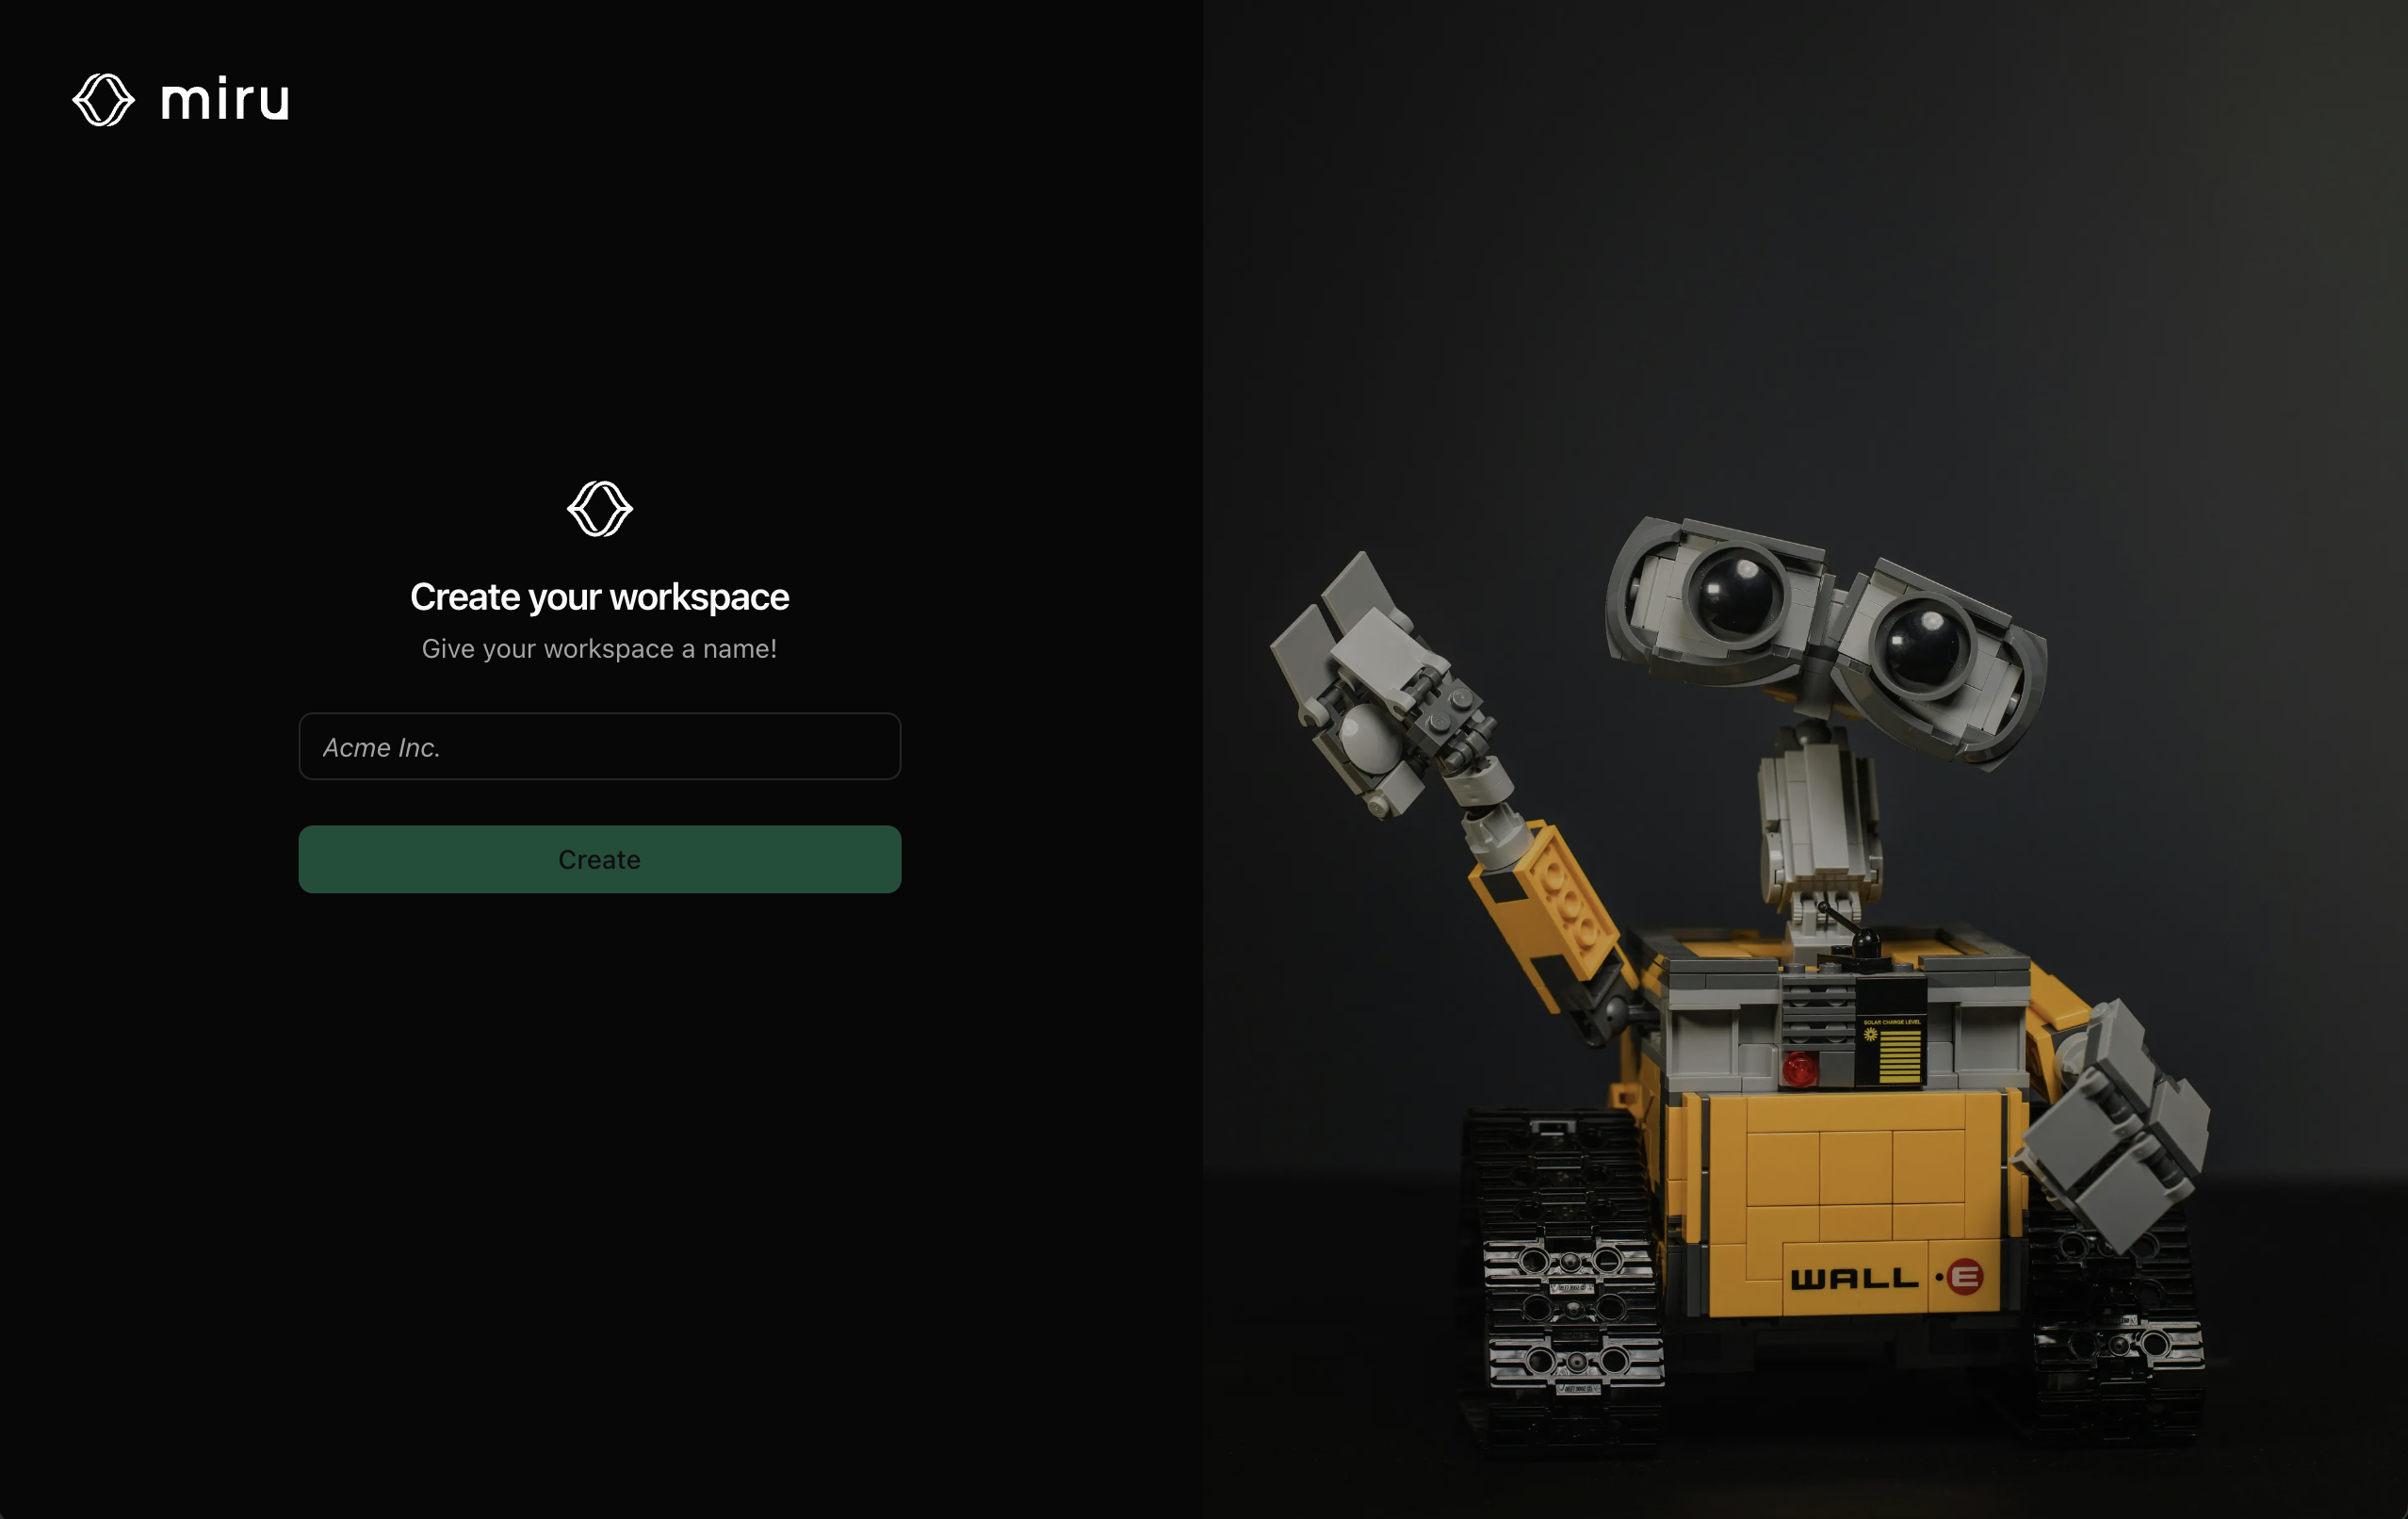 miru
Create your workspace
Give your workspace a name!
Acme Inc.
Create
SOLAR CHARGE LEVEL
WALL•E